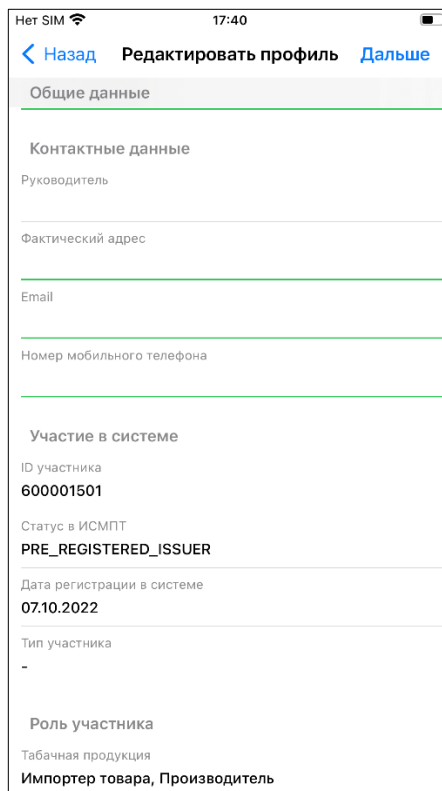 Нет SIM 17:40
Назад Редактировать профиль Дальше
Общие данные
Контактные данные
Руководитель
Фактический адрес
Email
Номер мобильного телефона
Участие в системе
ID участника
600001501
Статус в ИСМПТ
PRE_REGISTERED_ISSUER
Дата регистрации в системе
07.10.2022
Тип участника
-
Роль участника
Табачная продукция
Импортер товара, Производитель